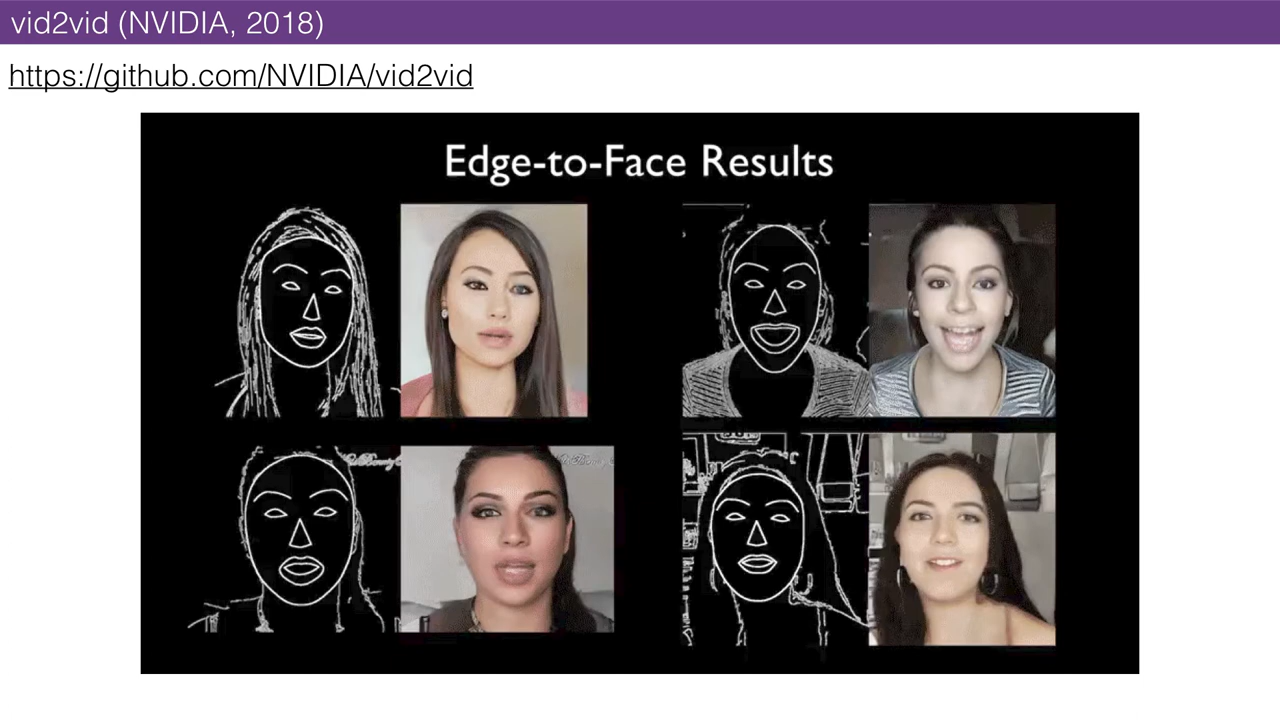 vid2vid (NVIDIA, 2018)
https://github.com/NVIDIA/vid2vid
Edge-to-Face Results